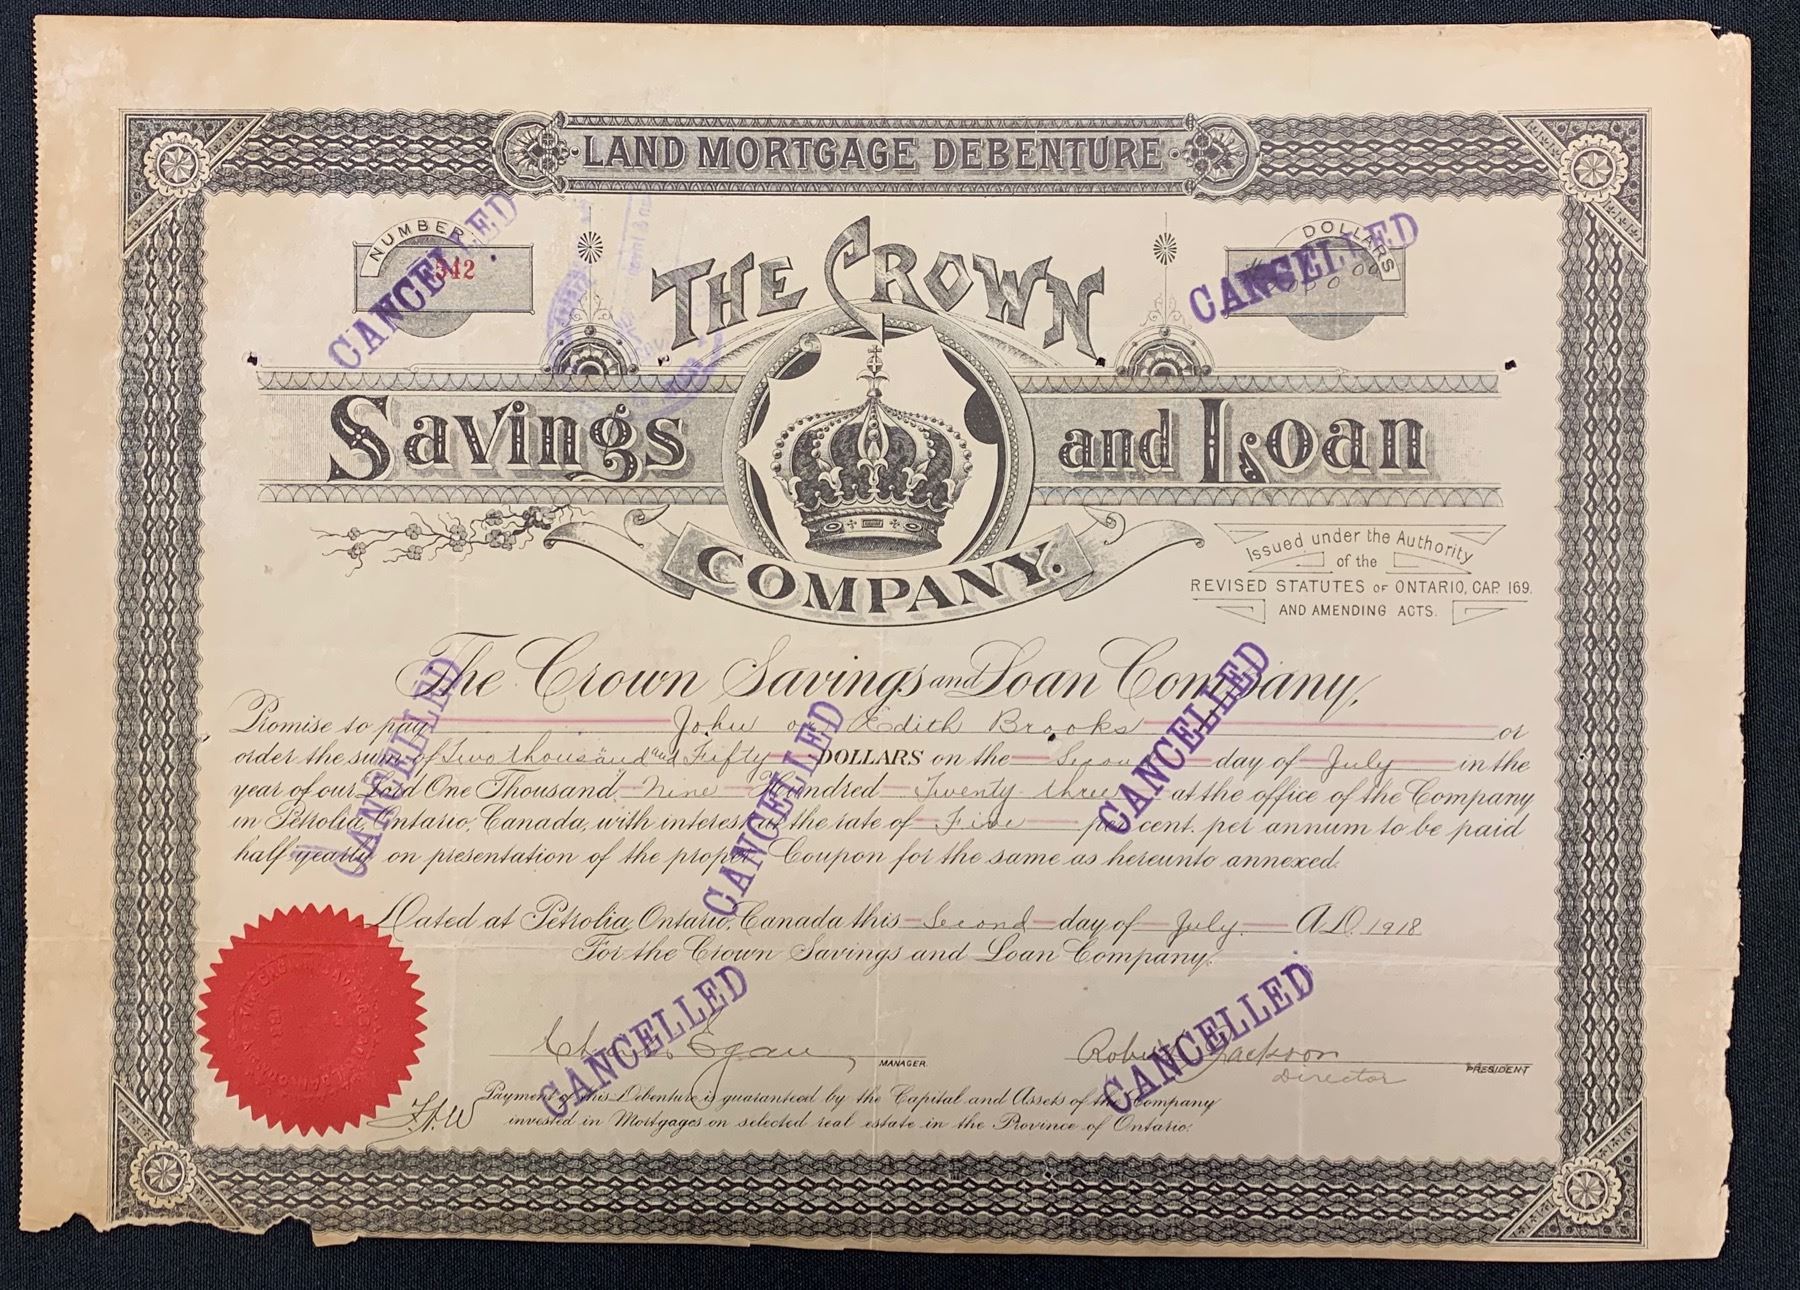 LAND MORTGAGE DEBENTURE
NUMBER
342
DOLLARS
CANCELLED
CANCELLED
THE CROWN
Savings and Loan
COMPANY.
Issued under the Authority
of the
REVISED STATUTES OF ONTARIO, CAP. 169.
AND AMENDING ACTS.
The Crown Savings and Loan Company,
Promise to pay John or Edith Brooks or
order the sum of Two thousand and Fifty DOLLARS on the Second day of July in the
year of our Lord One Thousand Nine Hundred Twenty three at the office of the Company
in Petrolia, Ontario, Canada, with interest at the rate of Five per cent. per annum to be paid
half yearly on presentation of the proper Coupon for the same as hereunto annexed.
CANCELLED
CANCELLED
CANCELLED
Dated at Petrolia, Ontario, Canada this Second day of July A.D. 1918
For the Crown Savings and Loan Company.
Egan MANAGER.
Robert Jackson PRESIDENT
Director
CANCELLED
CANCELLED
Payment of this Debenture is guaranteed by the Capital and Assets of the Company
invested in Mortgages on selected real estate in the Province of Ontario.